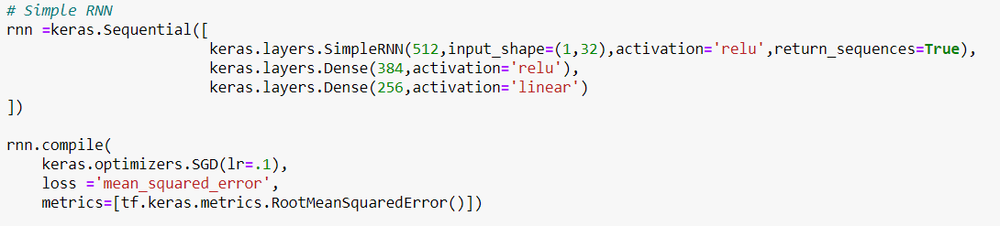 # Simple RNN
rnn =keras.Sequential([
                      keras.layers.SimpleRNN(512,input_shape=(1,32),activation='relu',return_sequences=True),
                      keras.layers.Dense(384,activation='relu'),
                      keras.layers.Dense(256,activation='linear')
])
rnn.compile(
    keras.optimizers.SGD(lr=.1),
    loss ='mean_squared_error',
    metrics=[tf.keras.metrics.RootMeanSquaredError()])